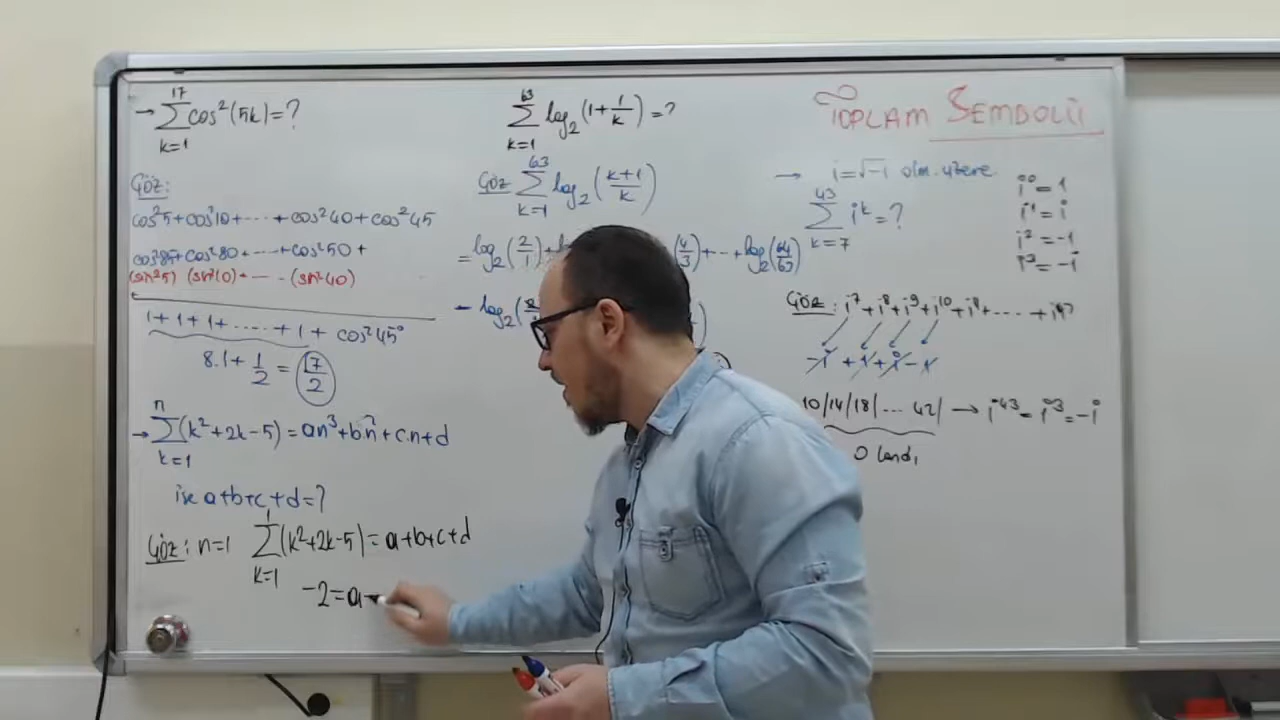 TOPLAM SEMBOLÜ
17
→ Σ cos²(5k)=?
k=1
Çöz:
cos²5+cos²10+ ---- + cos²40+cos²45
cos²85+cos²80+ ---- +cos²50+
(sin²5) (sin²10) ---- (sin²40)
1+1+1+ ..... +1+ cos²45°
8.1+ 1/2 = 17/2
n
→ Σ(k²+2k-5)=an³+bn²+c.n+d
k=1
ise a+b+c+d=?
1
Çöz: n=1 Σ(k²+2k-5)=a+b+c+d
k=1
-2=a
63
Σ log₂(1+1/k)=?
k=1
63
Çöz Σ log₂((k+1)/k)
k=1
=log₂(2/1)+ (4/3)+--+log₂(64/63)
log₂(
→ i=√-1 olm. üzere
43
Σ iᵏ=?
k=7
i⁰=1
i¹=i
i²=-1
i³=-i
Çöz: i⁷+i⁸+i⁹+i¹⁰+i¹¹+ ---- +i⁴³
-i +1+i-1
10/14/18/ ... 42/ → i⁴³=i³=-i
0 landı